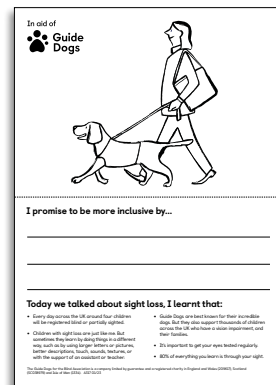 In aid of
Guide
Dogs
I promise to be more inclusive by...
Today we talked about sight loss, I learnt that:
• Every day across the UK around four children
will be registered blind or partially sighted.
• Children with sight loss are just like me. But
sometimes they learn by doing things in a different
way, such as by using larger letters or pictures,
better descriptions, touch, sounds, textures, or
with the support of an assistant or teacher.
• Guide Dogs are best known for their incredible
dogs. But they also support thousands of children
across the UK who have a vision impairment, and
their families.
• It's important to get your eyes tested regularly.
• 80% of everything you learn is through your sight.